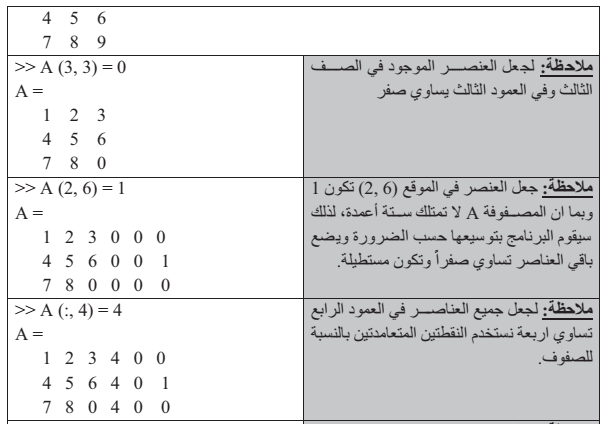 4 5 6
7 8 9
>> A (3, 3) = 0
A =
1 2 3
4 5 6
7 8 0
ملاحظة: لجعل العنصر الموجود في الصف
الثالث وفي العمود الثالث يساوي صفر
>> A (2, 6) = 1
A =
1 2 3 0 0 0
4 5 6 0 0 1
7 8 0 0 0 0
ملاحظة: جعل العنصر في الموقع (2, 6) تكون 1
وبما ان المصفوفة A لا تمتلك ستة أعمدة، لذلك
سيقوم البرنامج بتوسيعها حسب الضرورة ويضع
باقي العناصر تساوي صفراً وتكون مستطيلة.
>> A (:, 4) = 4
A =
1 2 3 4 0 0
4 5 6 4 0 1
7 8 0 4 0 0
ملاحظة: لجعل جميع العناصر في العمود الرابع
تساوي اربعة نستخدم النقطتين المتعامدتين بالنسبة
للصفوف.